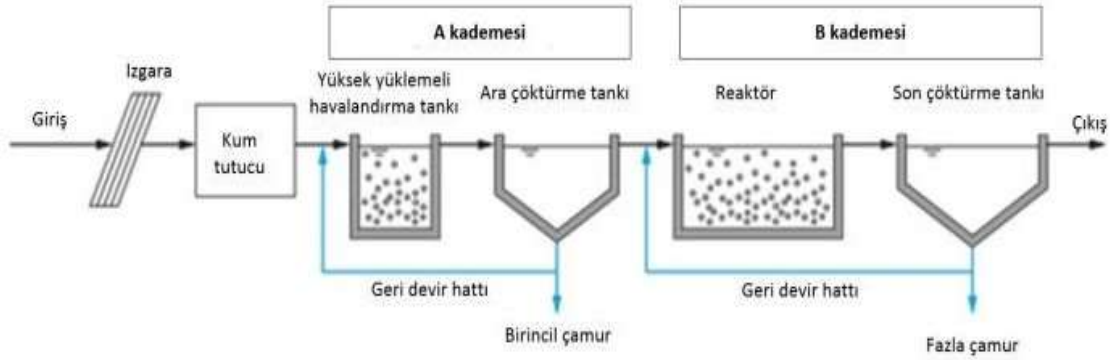 A kademesi
B kademesi
Izgara
Yüksek yüklemeli
havalandırma tankı
Ara çöktürme tankı
Reaktör
Son çöktürme tankı
Giriş
Kum
tutucu
Çıkış
Geri devir hattı
Geri devir hattı
Birincil çamur
Fazla çamur